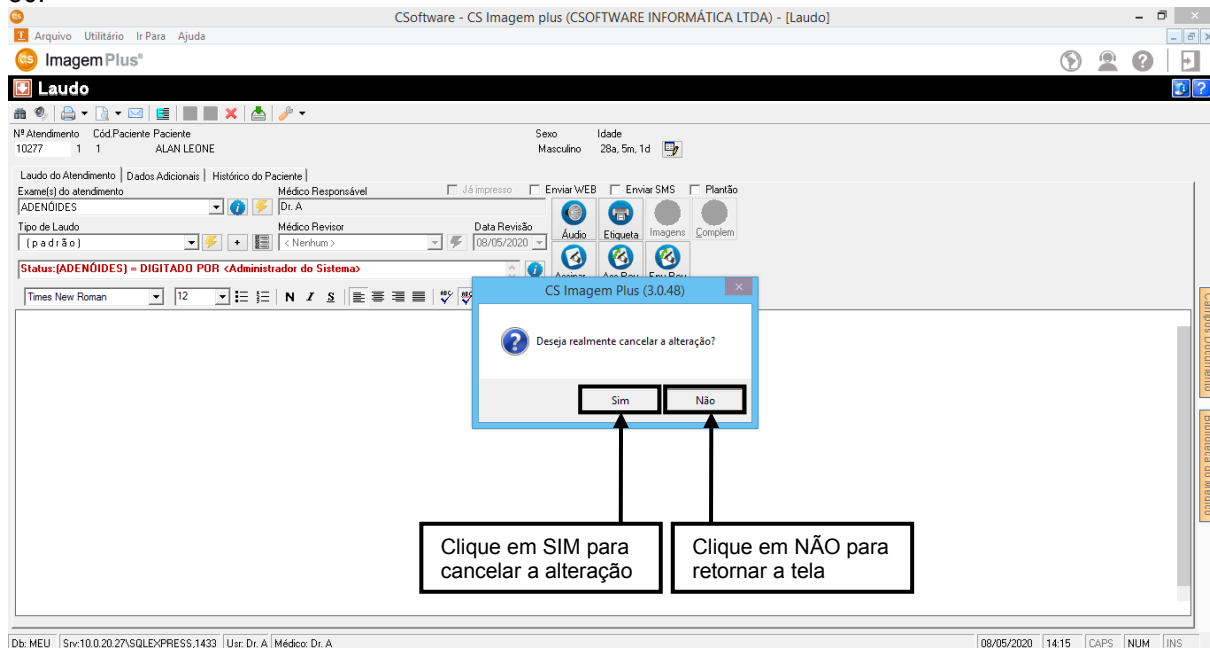 CSoftware - CS Imagem plus (CSOFTWARE INFORMÁTICA LTDA) - [Laudo]
Arquivo Utilitário Ir Para Ajuda
cs ImagemPlus®
Laudo
Nº Atendimento Cód.Paciente Paciente Sexo Idade
10277 1 1 ALAN LEONE Masculino 28a, 5m, 1d
Laudo do Atendimento Dados Adicionais Histórico do Paciente
Exame(s) do atendimento Médico Responsável Já impresso Enviar WEB Enviar SMS Plantão
ADENÓIDES Dr. A
Tipo de Laudo Médico Revisor Data Revisão Áudio Etiqueta Imagens Complem
(padrão) < Nenhum > 08/05/2020
Status:(ADENÓIDES) = DIGITADO POR <Administrador do Sistema>
Times New Roman 12 N I S
CS Imagem Plus (3.0.48)
Deseja realmente cancelar a alteração?
Sim Não
Clique em SIM para
cancelar a alteração
Clique em NÃO para
retornar a tela
Db: MEU Srv:10.0.20.27\SQLEXPRESS,1433 Usr: Dr. A Médico: Dr. A 08/05/2020 14:15 CAPS NUM INS